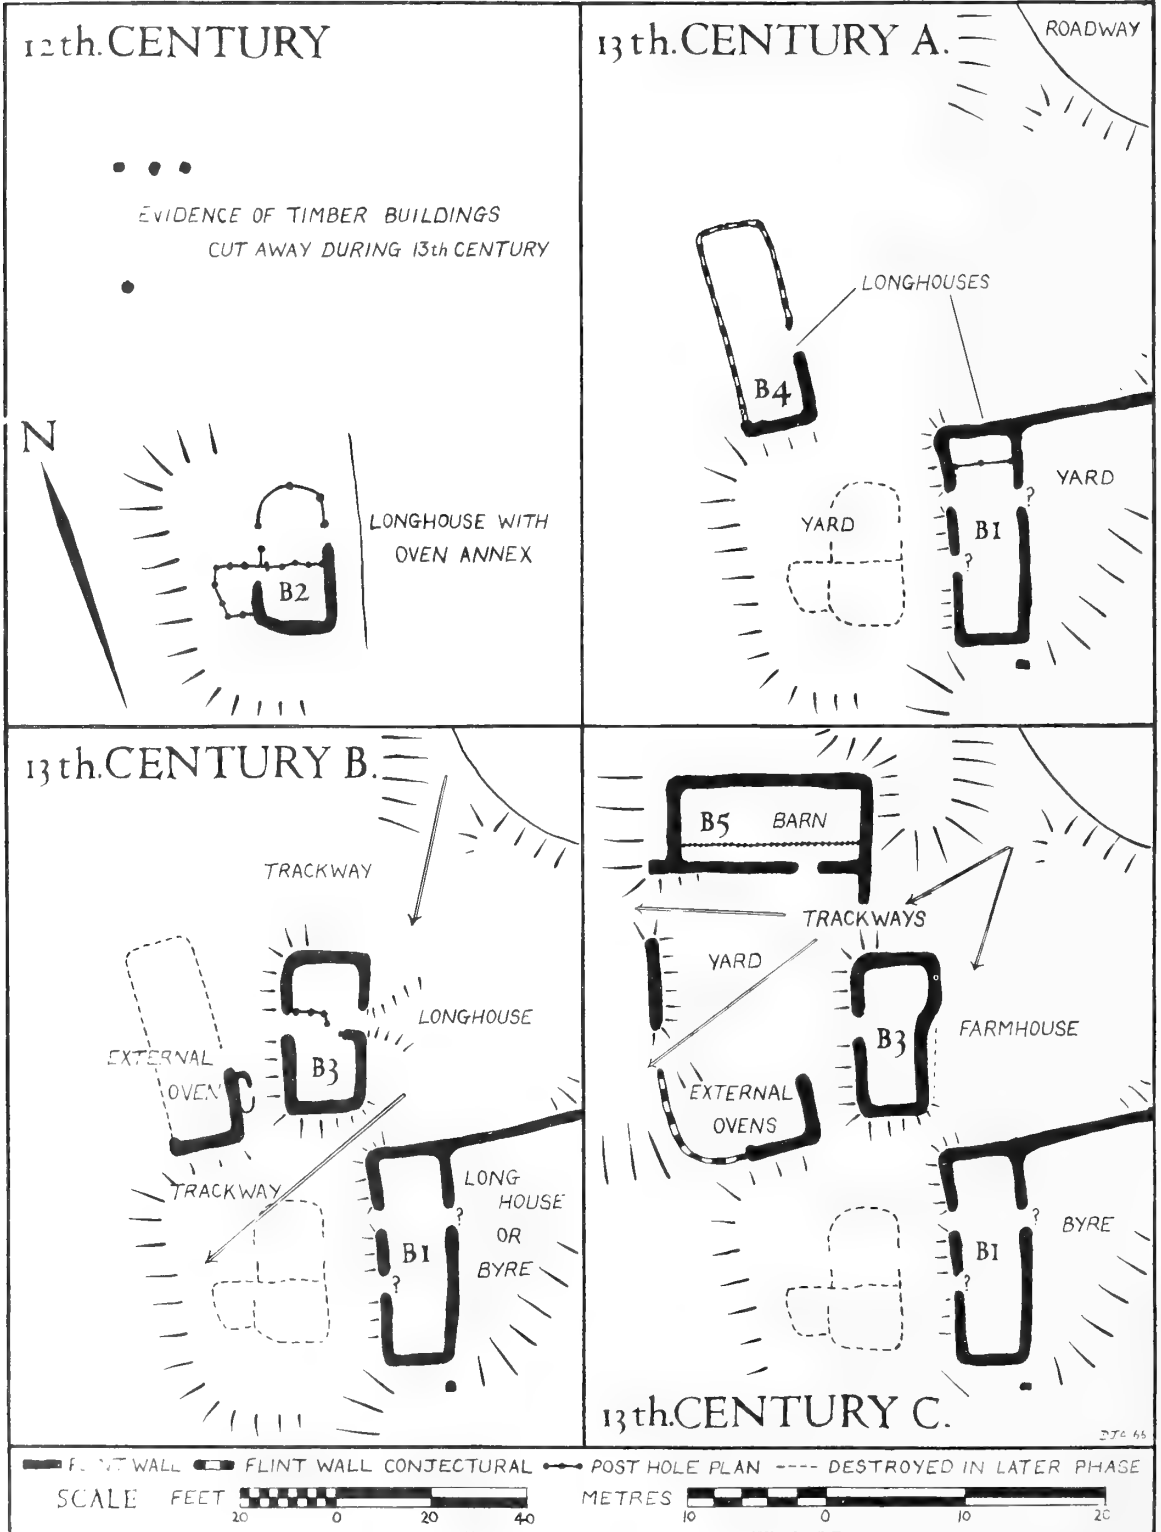 12th. CENTURY
EVIDENCE OF TIMBER BUILDINGS
CUT AWAY DURING 13th CENTURY
N
LONGHOUSE WITH
OVEN ANNEX
B2
13th. CENTURY A.
ROADWAY
LONGHOUSES
B4
YARD
YARD
?
B1
?
13th. CENTURY B.
TRACKWAY
LONGHOUSE
EXTERNAL
OVEN
B3
TRACKWAY
LONG
HOUSE
?
OR
B1
BYRE
?
B5 BARN
TRACKWAYS
YARD
FARMHOUSE
B3
EXTERNAL
OVENS
?
BYRE
B1
?
13th. CENTURY C.
FLINT WALL FLINT WALL CONJECTURAL POST HOLE PLAN DESTROYED IN LATER PHASE
SCALE FEET METRES
20 0 20 40 10 0 10 20